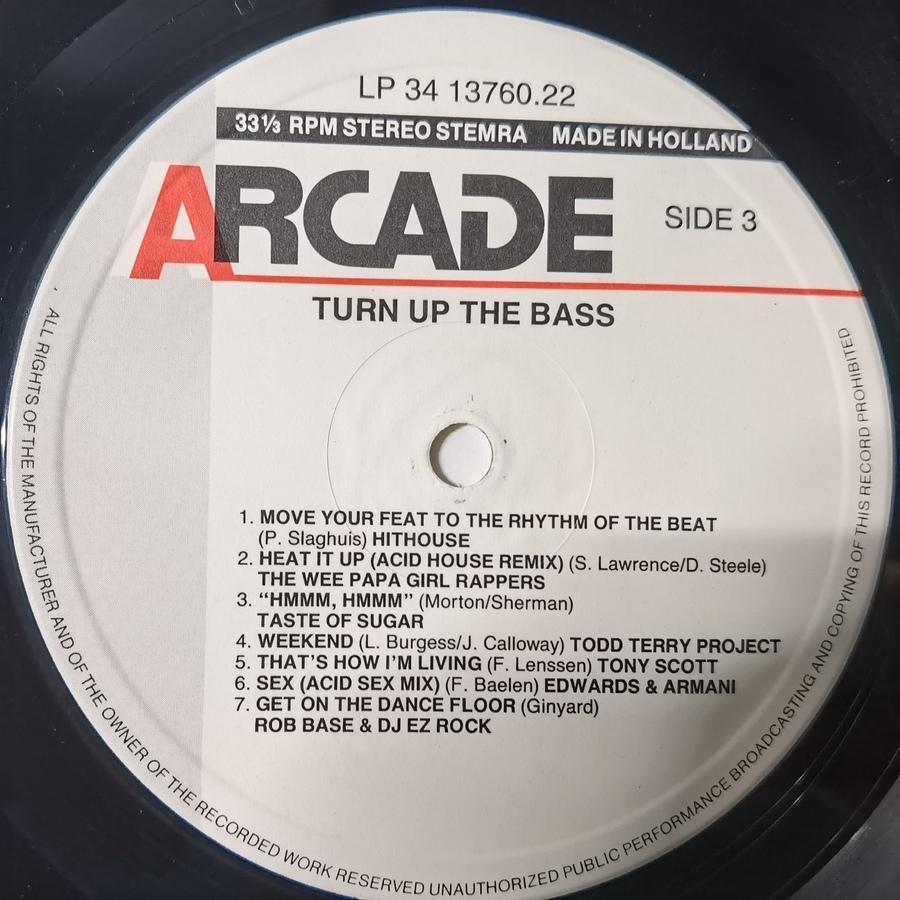 LP 34 13760.22
33⅓ RPM STEREO STEMRA MADE IN HOLLAND
ARCADE
SIDE 3
TURN UP THE BASS
1. MOVE YOUR FEAT TO THE RHYTHM OF THE BEAT
(P. Slaghuis) HITHOUSE
2. HEAT IT UP (ACID HOUSE REMIX) (S. Lawrence/D. Steele)
THE WEE PAPA GIRL RAPPERS
3. “HMMM, HMMM” (Morton/Sherman)
TASTE OF SUGAR
4. WEEKEND (L. Burgess/J. Calloway) TODD TERRY PROJECT
5. THAT'S HOW I'M LIVING (F. Lenssen) TONY SCOTT
6. SEX (ACID SEX MIX) (F. Baelen) EDWARDS & ARMANI
7. GET ON THE DANCE FLOOR (Ginyard)
ROB BASE & DJ EZ ROCK
ALL RIGHTS OF THE MANUFACTURER AND OF THE OWNER OF THE RECORDED WORK RESERVED UNAUTHORIZED PUBLIC PERFORMANCE BROADCASTING AND COPYING OF THIS RECORD PROHIBITED